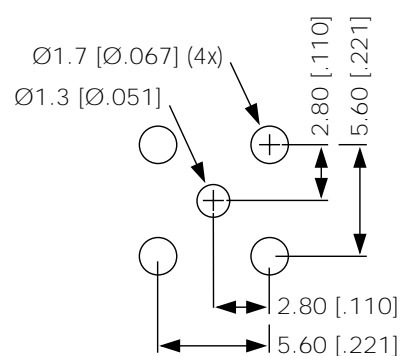 Ø1.7 [Ø.067] (4x)
Ø1.3 [Ø.051]
2.80 [.110]
5.60 [.221]
2.80 [.110]
5.60 [.221]